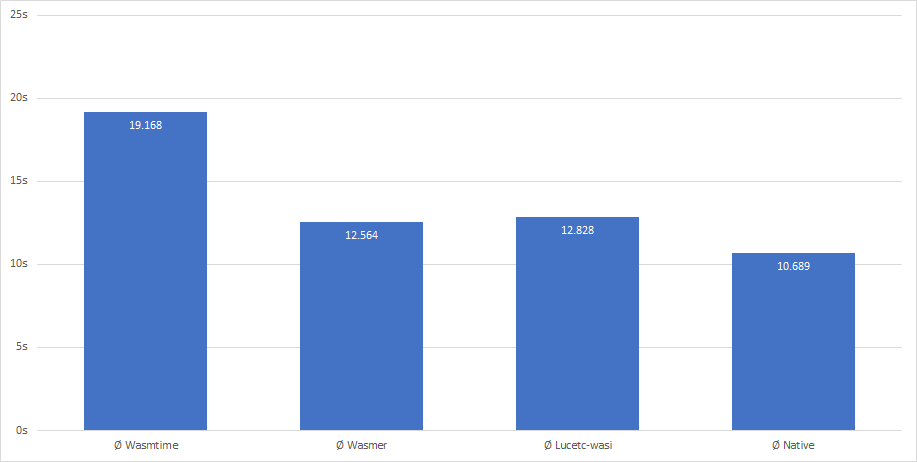 25s
20s
15s
10s
5s
0s
19.168
12.564
12.828
10.689
Ø Wasmtime
Ø Wasmer
Ø Lucetc-wasi
Ø Native